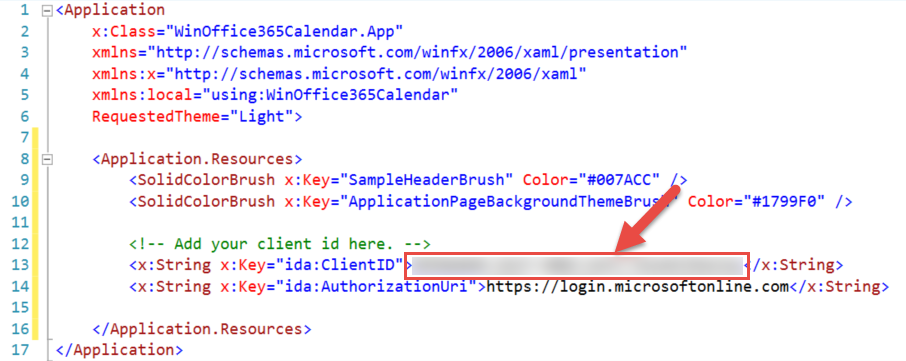 1 <Application
2 x:Class="WinOffice365Calendar.App"
3 xmlns="http://schemas.microsoft.com/winfx/2006/xaml/presentation"
4 xmlns:x="http://schemas.microsoft.com/winfx/2006/xaml"
5 xmlns:local="using:WinOffice365Calendar"
6 RequestedTheme="Light">
7
8 <Application.Resources>
9 <SolidColorBrush x:Key="SampleHeaderBrush" Color="#007ACC" />
10 <SolidColorBrush x:Key="ApplicationPageBackgroundThemeBrush" Color="#1799F0" />
11
12 <!-- Add your client id here. -->
13 <x:String x:Key="ida:ClientID"></x:String>
14 <x:String x:Key="ida:AuthorizationUri">https://login.microsoftonline.com</x:String>
15
16 </Application.Resources>
17 </Application>